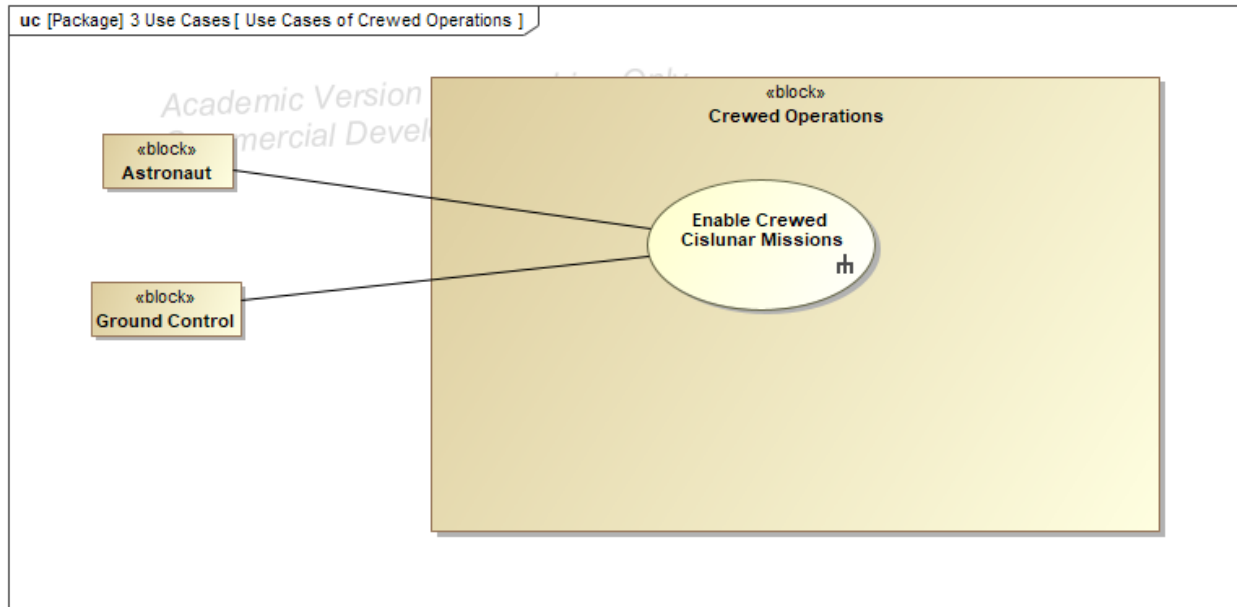 uc [Package] 3 Use Cases [ Use Cases of Crewed Operations ]
Academic Version
Only
«block»
Crewed Operations
«block»
Astronaut
Enable Crewed
Cislunar Missions
«block»
Ground Control